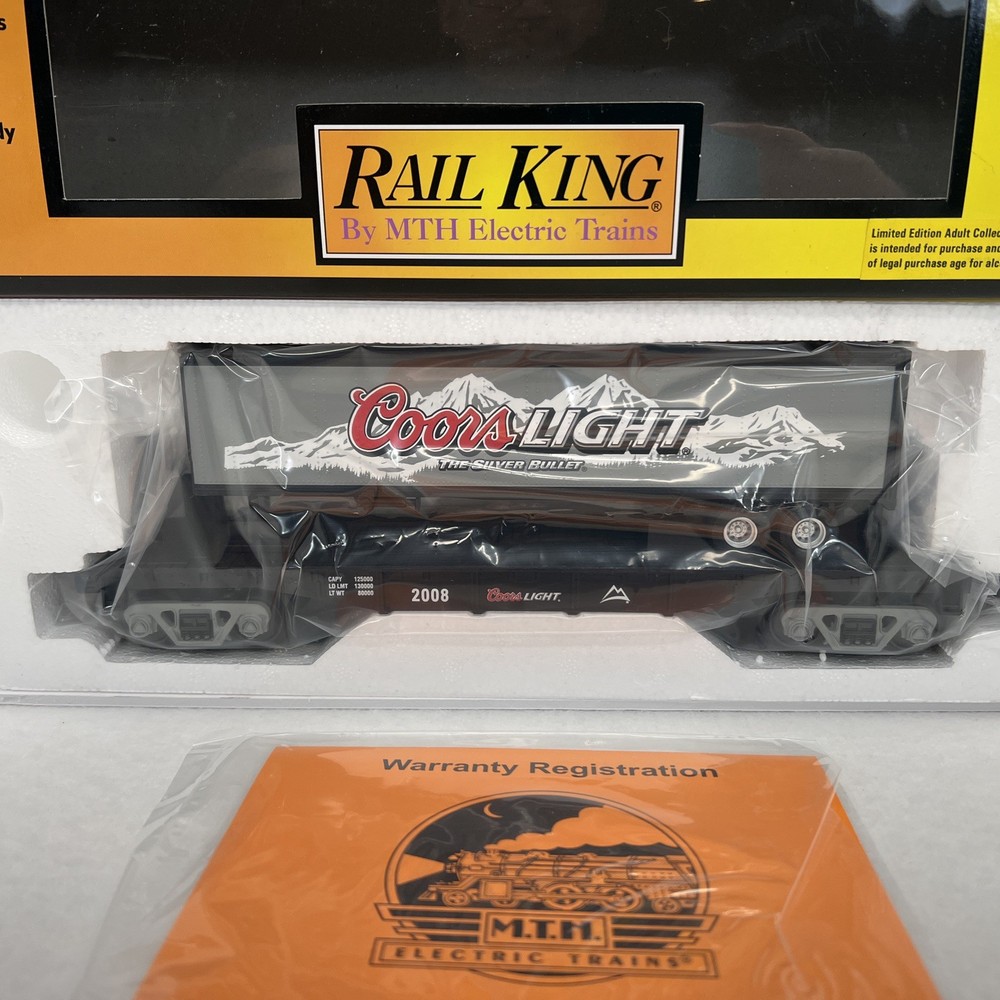 s
ly
RAIL KING®
By MTH Electric Trains
Limited Edition Adult Collec
is intended for purchase and
of legal purchase age for alc
Coors LIGHT®
THE SILVER BULLET
CAPY 125000
LD LMT 130000
LT WT 80000
2008
Coors LIGHT.
Warranty Registration
M.T.H.
ELECTRIC TRAINS®